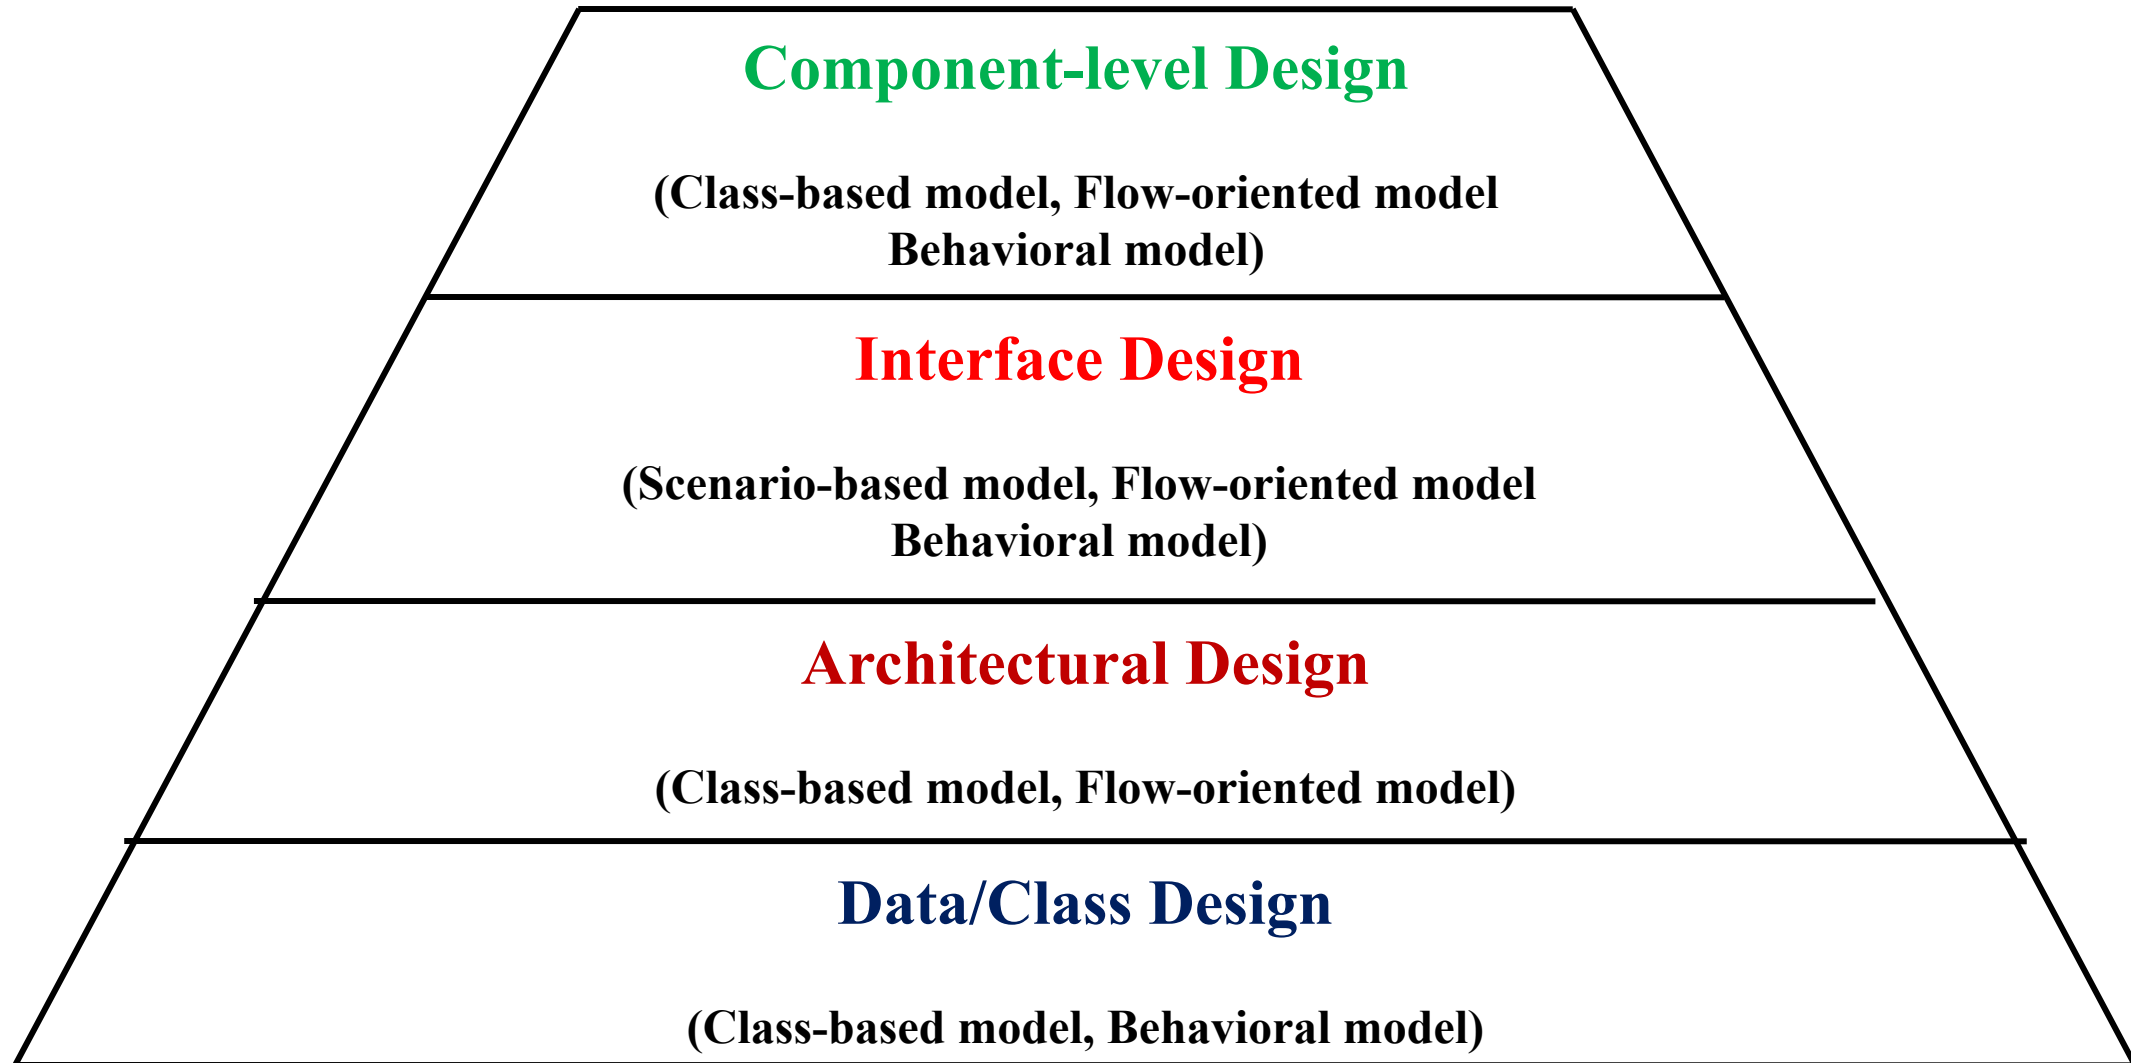 Component-level Design
(Class-based model, Flow-oriented model
Behavioral model)
Interface Design
(Scenario-based model, Flow-oriented model
Behavioral model)
Architectural Design
(Class-based model, Flow-oriented model)
Data/Class Design
(Class-based model, Behavioral model)